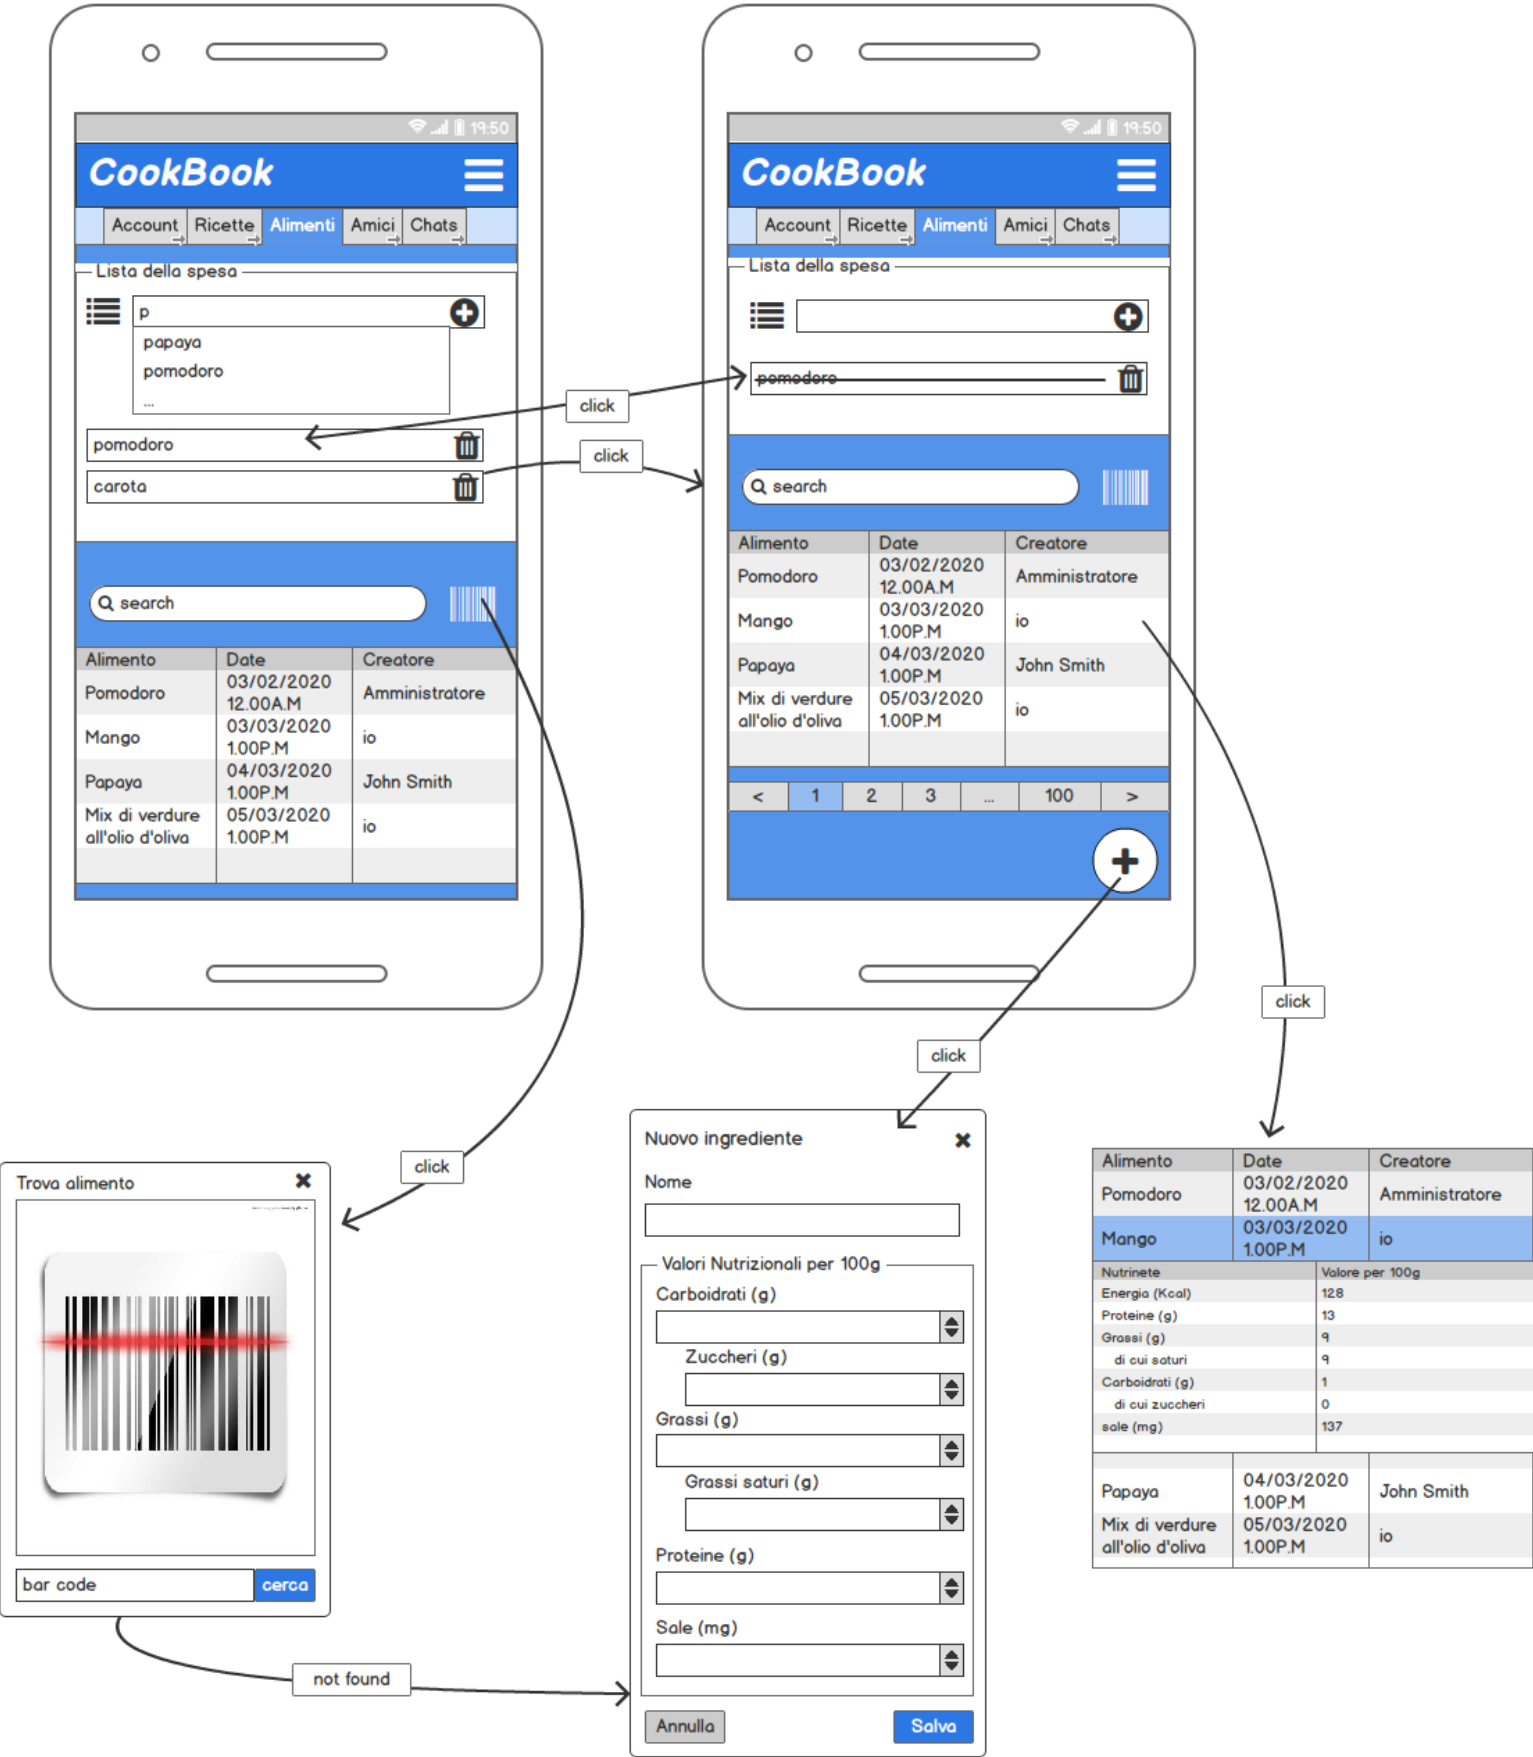 19:50
CookBook
Account Ricette Alimenti Amici Chats
Lista della spesa
p
papaya
pomodoro
...
pomodoro
carota
search
Alimento Date Creatore
Pomodoro 03/02/2020 12.00A.M Amministratore
Mango 03/03/2020 1.00P.M io
Papaya 04/03/2020 1.00P.M John Smith
Mix di verdure all'olio d'oliva 05/03/2020 1.00P.M io
click
click
19:50
CookBook
Account Ricette Alimenti Amici Chats
Lista della spesa
pomodoro
search
Alimento Date Creatore
Pomodoro 03/02/2020 12.00A.M Amministratore
Mango 03/03/2020 1.00P.M io
Papaya 04/03/2020 1.00P.M John Smith
Mix di verdure all'olio d'oliva 05/03/2020 1.00P.M io
< 1 2 3 ... 100 >
click
click
click
Trova alimento
bar code cerca
not found
Nuovo ingrediente
Nome
Valori Nutrizionali per 100g
Carboidrati (g)
Zuccheri (g)
Grassi (g)
Grassi saturi (g)
Proteine (g)
Sale (mg)
Annulla Salva
Alimento Date Creatore
Pomodoro 03/02/2020 12.00A.M Amministratore
Mango 03/03/2020 1.00P.M io
Nutrinete Valore per 100g
Energia (Kcal) 128
Proteine (g) 13
Grassi (g) 9
di cui saturi 9
Carboidrati (g) 1
di cui zuccheri 0
sale (mg) 137
Papaya 04/03/2020 1.00P.M John Smith
Mix di verdure all'olio d'oliva 05/03/2020 1.00P.M io